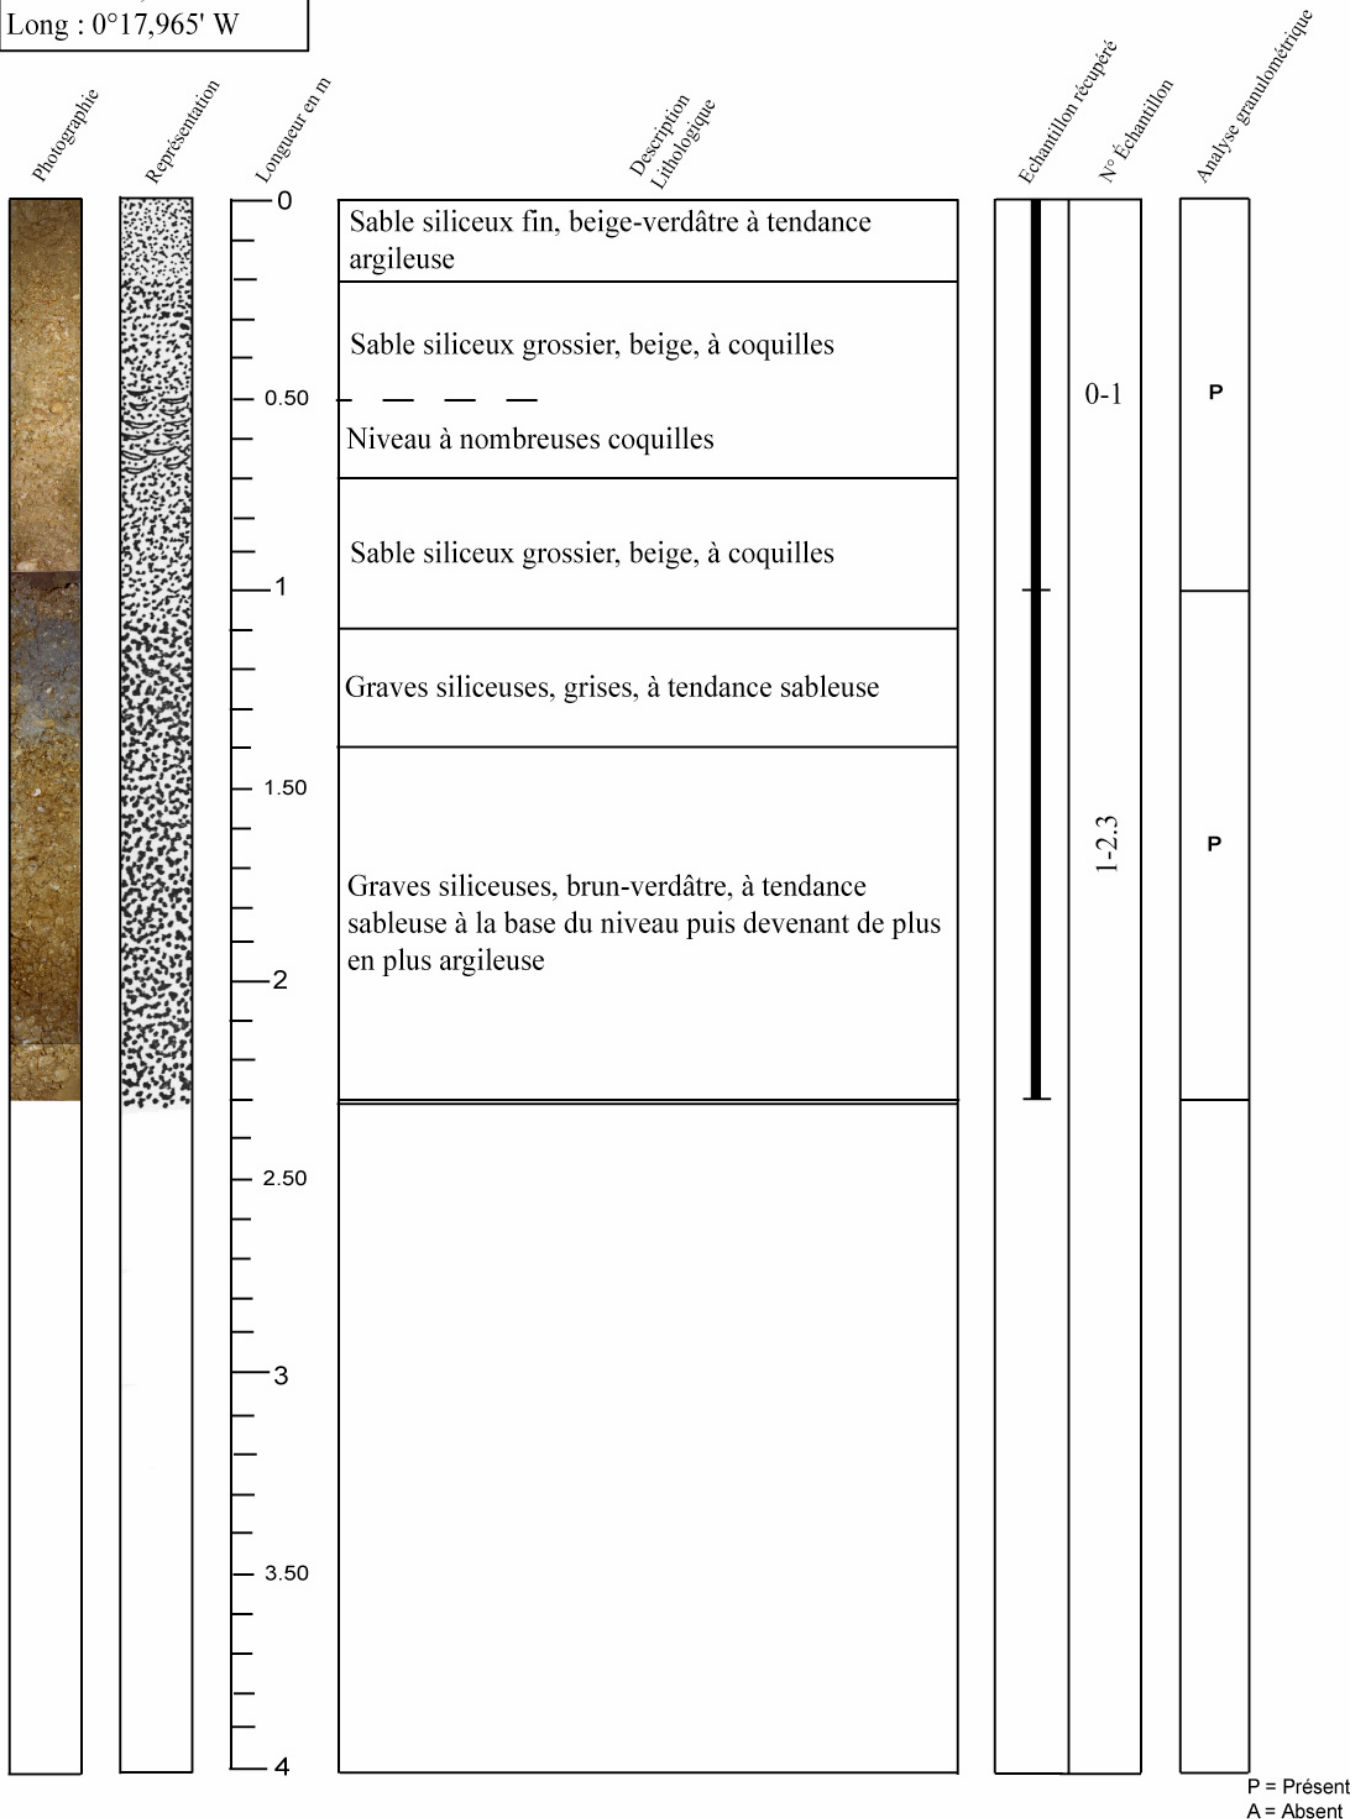 Long : 0°17,965' W
Photographie
Représentation
Longueur en m
Description
Lithologique
Echantillon récupéré
N° Échantillon
Analyse granulométrique
0
Sable siliceux fin, beige-verdâtre à tendance
argileuse
Sable siliceux grossier, beige, à coquilles
0.50
0-1
P
Niveau à nombreuses coquilles
Sable siliceux grossier, beige, à coquilles
1
Graves siliceuses, grises, à tendance sableuse
1.50
1-2.3
P
Graves siliceuses, brun-verdâtre, à tendance
sableuse à la base du niveau puis devenant de plus
en plus argileuse
2
2.50
3
3.50
4
P = Présent
A = Absent